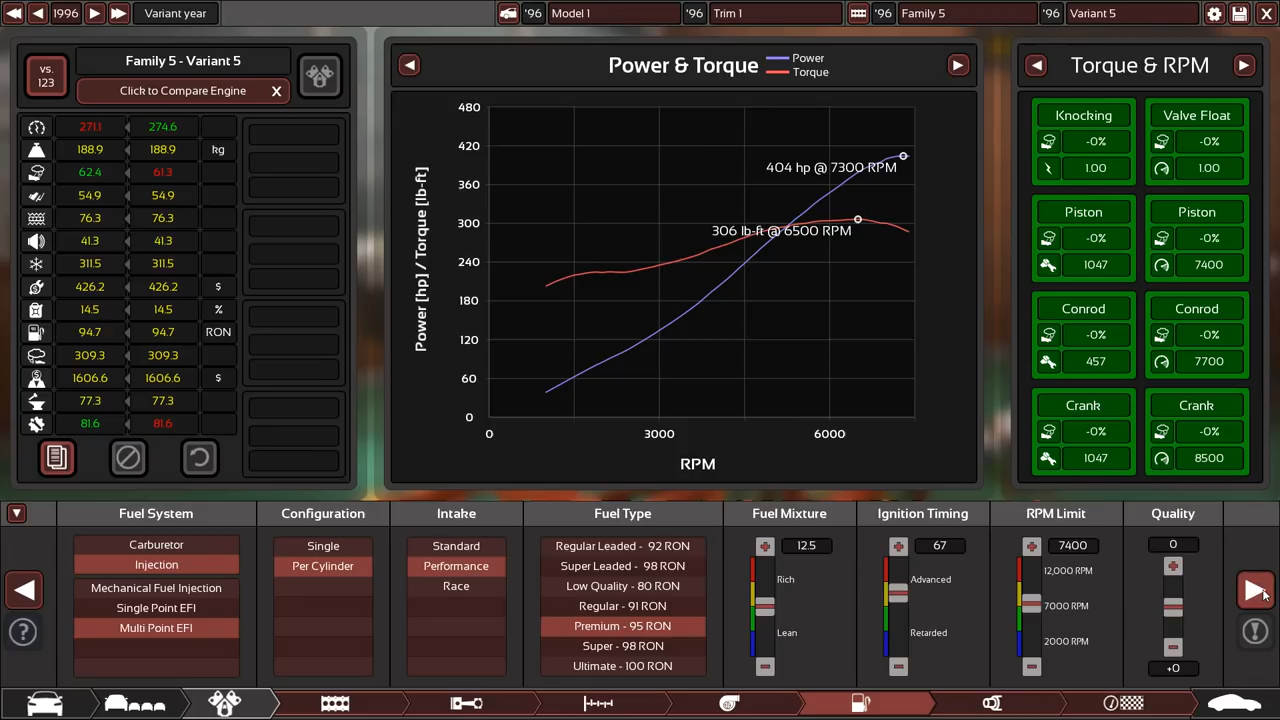 1996 Variant year '96 Model 1 '96 Trim 1 '96 Family 5 '96 Variant 5
vs. 123
Family 5 - Variant 5
Click to Compare Engine X
271.1 274.6
188.9 188.9 kg
62.4 61.3
54.9 54.9
76.3 76.3
41.3 41.3
311.5 311.5
426.2 426.2 $
14.5 14.5 %
94.7 94.7 RON
309.3 309.3
1606.6 1606.6 $
77.3 77.3
81.6 81.6
Power & Torque
Power
Torque
480
420
360
300
240
180
120
60
0
Power [hp] / Torque [lb-ft]
404 hp @ 7300 RPM
306 lb-ft @ 6500 RPM
0 3000 6000
RPM
Torque & RPM
Knocking Valve Float
-0% -0%
1.00 1.00
Piston Piston
-0% -0%
1047 7400
Conrod Conrod
-0% -0%
457 7700
Crank Crank
-0% -0%
1047 8500
Fuel System
Carburetor
Injection
Mechanical Fuel Injection
Single Point EFI
Multi Point EFI
Configuration
Single
Per Cylinder
Intake
Standard
Performance
Race
Fuel Type
Regular Leaded - 92 RON
Super Leaded - 98 RON
Low Quality - 80 RON
Regular - 91 RON
Premium - 95 RON
Super - 98 RON
Ultimate - 100 RON
Fuel Mixture
12.5
Rich
Lean
Ignition Timing
67
Advanced
Retarded
RPM Limit
7400
12,000 RPM
7000 RPM
2000 RPM
Quality
0
+0